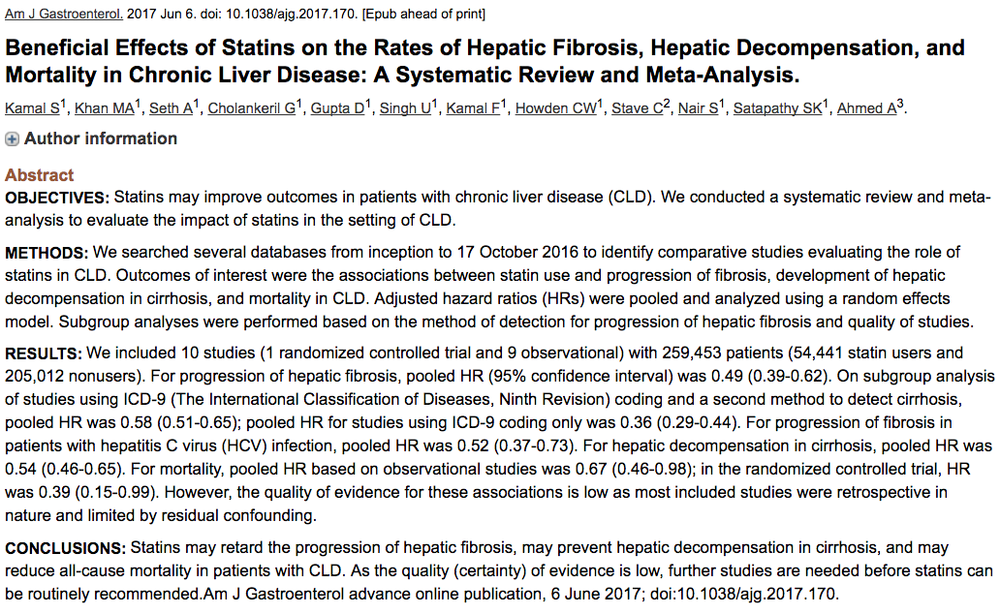 Am J Gastroenterol. 2017 Jun 6. doi: 10.1038/ajg.2017.170. [Epub ahead of print]
Beneficial Effects of Statins on the Rates of Hepatic Fibrosis, Hepatic Decompensation, and
Mortality in Chronic Liver Disease: A Systematic Review and Meta-Analysis.
Kamal S1, Khan MA1, Seth A1, Cholankeril G1, Gupta D1, Singh U1, Kamal F1, Howden CW1, Stave C2, Nair S1, Satapathy SK1, Ahmed A3.
Author information
Abstract
OBJECTIVES: Statins may improve outcomes in patients with chronic liver disease (CLD). We conducted a systematic review and meta-
analysis to evaluate the impact of statins in the setting of CLD.
METHODS: We searched several databases from inception to 17 October 2016 to identify comparative studies evaluating the role of
statins in CLD. Outcomes of interest were the associations between statin use and progression of fibrosis, development of hepatic
decompensation in cirrhosis, and mortality in CLD. Adjusted hazard ratios (HRs) were pooled and analyzed using a random effects
model. Subgroup analyses were performed based on the method of detection for progression of hepatic fibrosis and quality of studies.
RESULTS: We included 10 studies (1 randomized controlled trial and 9 observational) with 259,453 patients (54,441 statin users and
205,012 nonusers). For progression of hepatic fibrosis, pooled HR (95% confidence interval) was 0.49 (0.39-0.62). On subgroup analysis
of studies using ICD-9 (The International Classification of Diseases, Ninth Revision) coding and a second method to detect cirrhosis,
pooled HR was 0.58 (0.51-0.65); pooled HR for studies using ICD-9 coding only was 0.36 (0.29-0.44). For progression of fibrosis in
patients with hepatitis C virus (HCV) infection, pooled HR was 0.52 (0.37-0.73). For hepatic decompensation in cirrhosis, pooled HR was
0.54 (0.46-0.65). For mortality, pooled HR based on observational studies was 0.67 (0.46-0.98); in the randomized controlled trial, HR
was 0.39 (0.15-0.99). However, the quality of evidence for these associations is low as most included studies were retrospective in
nature and limited by residual confounding.
CONCLUSIONS: Statins may retard the progression of hepatic fibrosis, may prevent hepatic decompensation in cirrhosis, and may
reduce all-cause mortality in patients with CLD. As the quality (certainty) of evidence is low, further studies are needed before statins can
be routinely recommended.Am J Gastroenterol advance online publication, 6 June 2017; doi:10.1038/ajg.2017.170.